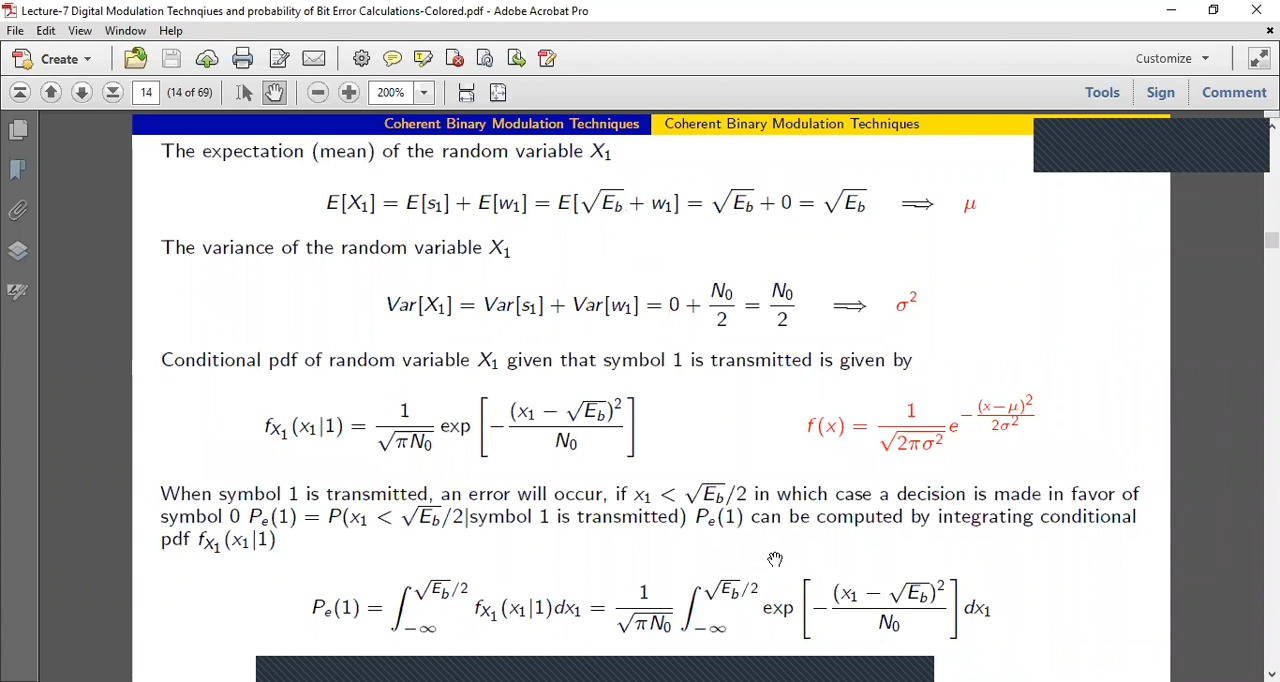 Lecture-7 Digital Modulation Technqiues and probability of Bit Error Calculations-Colored.pdf - Adobe Acrobat Pro
File Edit View Window Help
Create Customize
14 (14 of 69) 200% Tools Sign Comment
Coherent Binary Modulation Techniques Coherent Binary Modulation Techniques
The expectation (mean) of the random variable X₁
E[X₁] = E[s₁] + E[w₁] = E[√E_b + w₁] = √E_b + 0 = √E_b ⟹ μ
The variance of the random variable X₁
Var[X₁] = Var[s₁] + Var[w₁] = 0 + N₀/2 = N₀/2 ⟹ σ²
Conditional pdf of random variable X₁ given that symbol 1 is transmitted is given by
f_X₁(x₁|1) = 1/√(πN₀) exp[−(x₁ − √E_b)²/N₀] f(x) = 1/√(2πσ²) e^(−(x−μ)²/2σ²)
When symbol 1 is transmitted, an error will occur, if x₁ < √E_b/2 in which case a decision is made in favor of
symbol 0 P_e(1) = P(x₁ < √E_b/2|symbol 1 is transmitted) P_e(1) can be computed by integrating conditional
pdf f_X₁(x₁|1)
P_e(1) = ∫_−∞^√E_b/2 f_X₁(x₁|1)dx₁ = 1/√(πN₀) ∫_−∞^√E_b/2 exp[−(x₁ − √E_b)²/N₀] dx₁